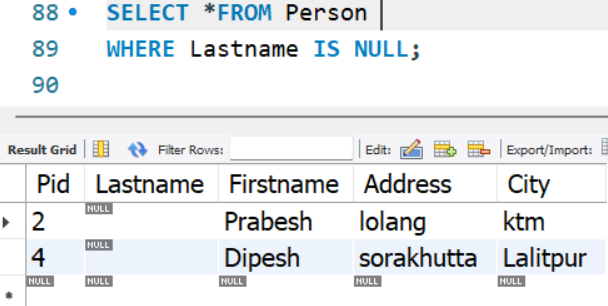 88 SELECT *FROM Person
89 WHERE Lastname IS NULL;
90
Result Grid Filter Rows: Edit: Export/Import:
Pid Lastname Firstname Address City
2 NULL Prabesh lolang ktm
4 NULL Dipesh sorakhutta Lalitpur
NULL NULL NULL NULL NULL